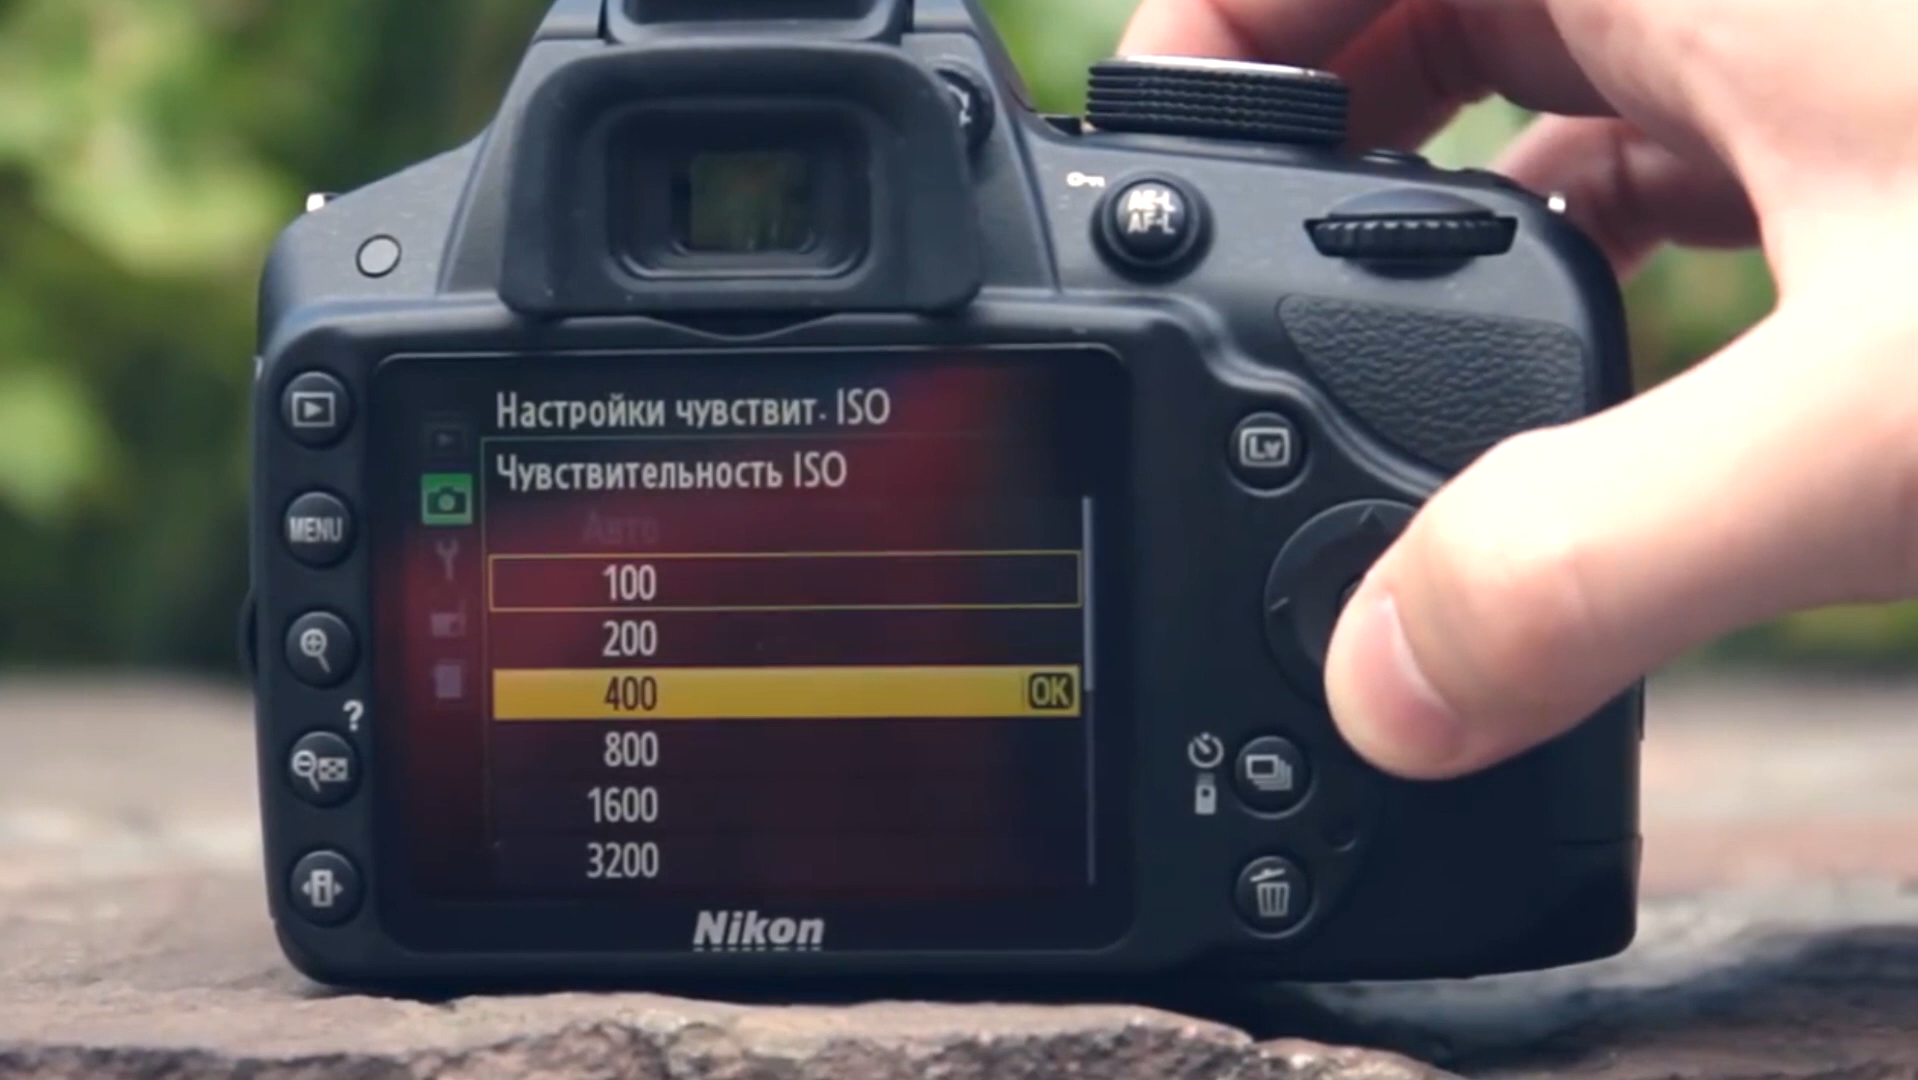 AE-L
AF-L
Настройки чувствит. ISO
Чувствительность ISO
Авто
100
200
400 OK
800
1600
3200
Lv
MENU
?
Nikon